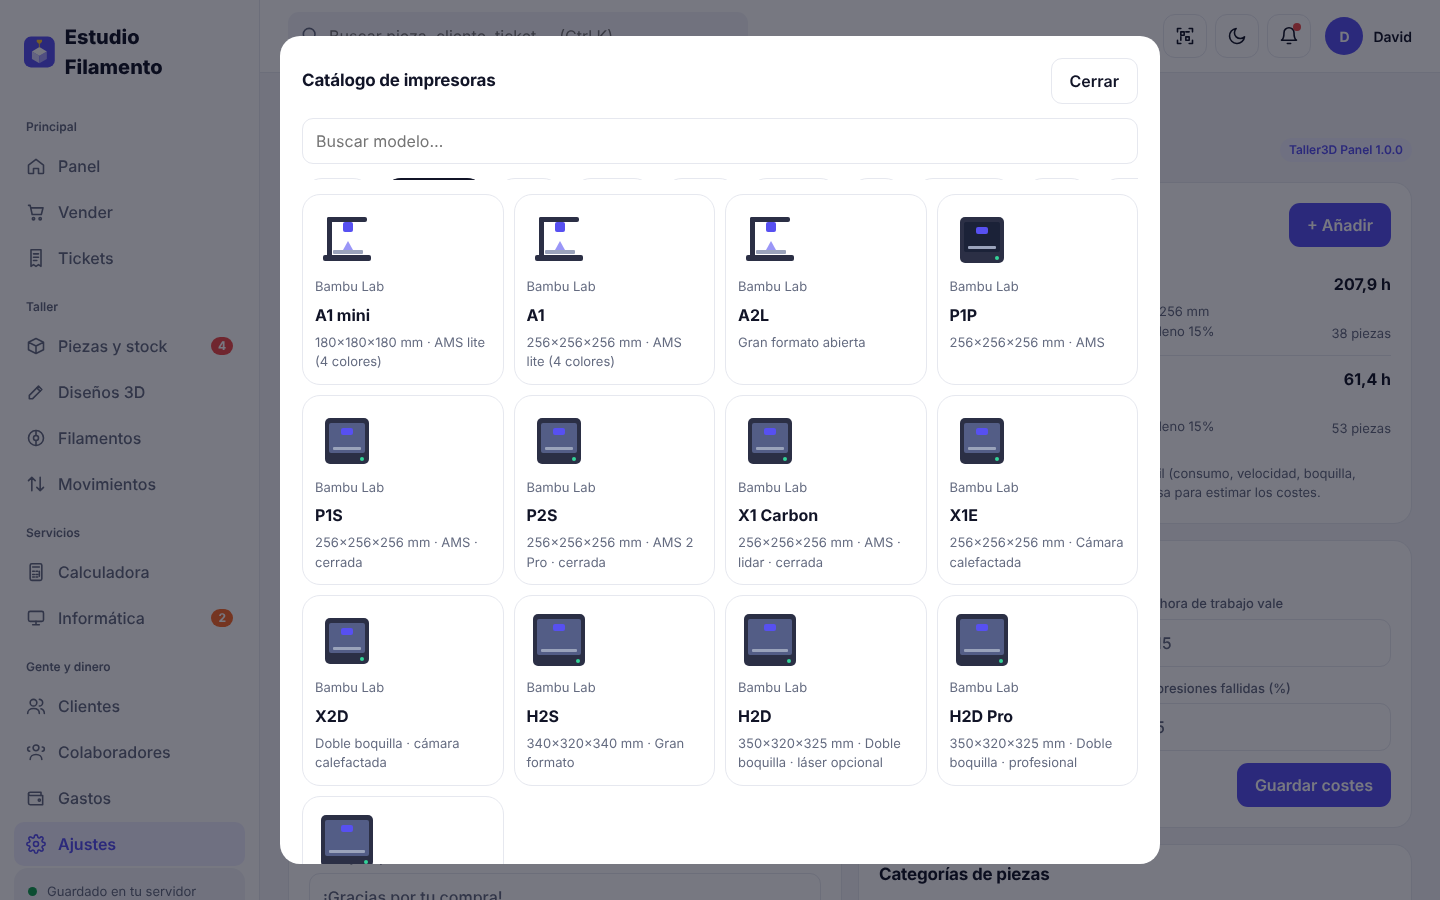 Estudio
Filamento
Principal
Panel
Vender
Tickets
Taller
Piezas y stock
4
Diseños 3D
Filamentos
Movimientos
Servicios
Calculadora
Informática
2
Gente y dinero
Clientes
Colaboradores
Gastos
Ajustes
Guardado en tu servidor
D
David
Taller3D Panel 1.0.0
Catálogo de impresoras
Cerrar
Buscar modelo...
Bambu Lab
A1 mini
180×180×180 mm · AMS lite
(4 colores)
Bambu Lab
A1
256×256×256 mm · AMS
lite (4 colores)
Bambu Lab
A2L
Gran formato abierta
Bambu Lab
P1P
256×256×256 mm · AMS
Bambu Lab
P1S
256×256×256 mm · AMS ·
cerrada
Bambu Lab
P2S
256×256×256 mm · AMS 2
Pro · cerrada
Bambu Lab
X1 Carbon
256×256×256 mm · AMS ·
lidar · cerrada
Bambu Lab
X1E
256×256×256 mm · Cámara
calefactada
Bambu Lab
X2D
Doble boquilla · cámara
calefactada
Bambu Lab
H2S
340×320×340 mm · Gran
formato
Bambu Lab
H2D
350×320×325 mm · Doble
boquilla · láser opcional
Bambu Lab
H2D Pro
350×320×325 mm · Doble
boquilla · profesional
+ Añadir
207,9 h
256 mm
15%
38 piezas
61,4 h
15%
53 piezas
(consumo, velocidad, boquilla,
para estimar los costes.
hora de trabajo vale
fallidas (%)
Guardar costes
Categorías de piezas
¡Gracias por tu compra!